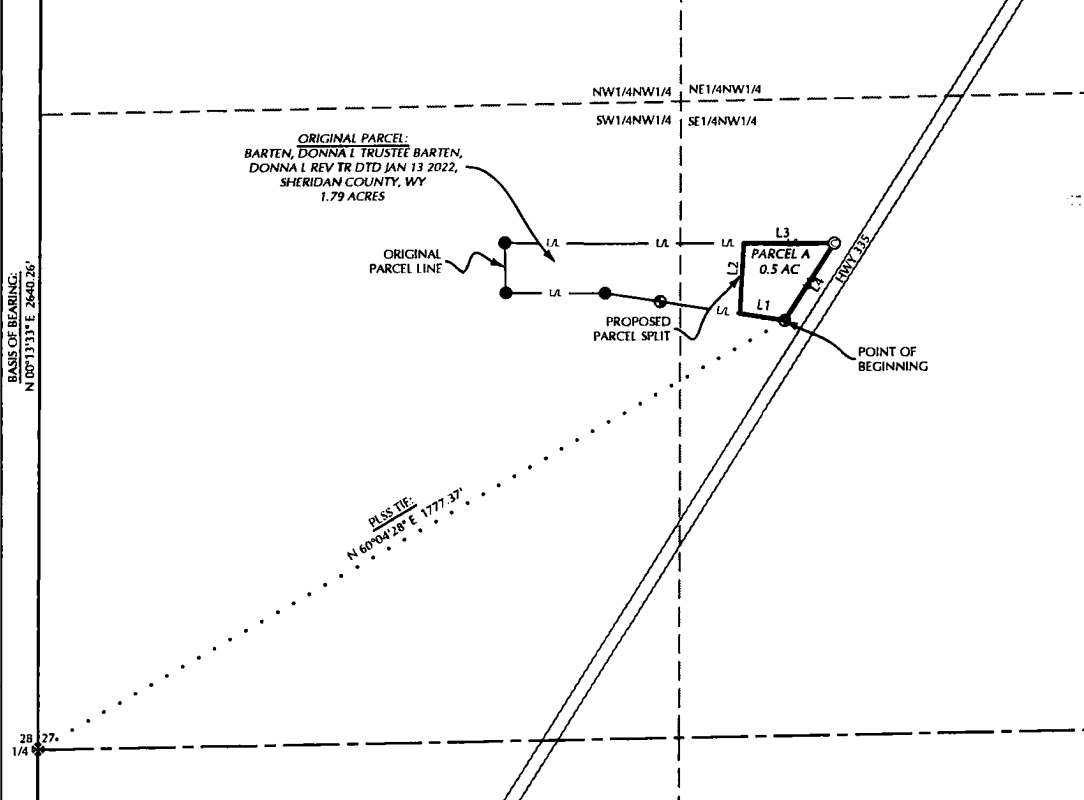 NW1/4NW1/4
NE1/4NW1/4
SW1/4NW1/4
SE1/4NW1/4
ORIGINAL PARCEL:
BARTEN, DONNA L TRUSTEE BARTEN,
DONNA L REV TR DTD JAN 13 2022,
SHERIDAN COUNTY, WY
1.79 ACRES
ORIGINAL
PARCEL LINE
L/L
L/L
L/L
L3
L/L
PARCEL A
0.5 AC
L2
L4
L1
HWY 335
L/L
L/L
PROPOSED
PARCEL SPLIT
POINT OF
BEGINNING
BASIS OF BEARING:
N 00°13'33" E 2640.26'
PLSS TIE:
N 60°04'28" E 1777.37'
28 27
1/4